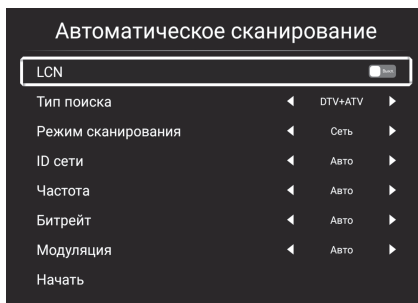 Автоматическое сканирование
LCN Выкл
Тип поиска DTV+ATV
Режим сканирования Сеть
ID сети Авто
Частота Авто
Битрейт Авто
Модуляция Авто
Начать